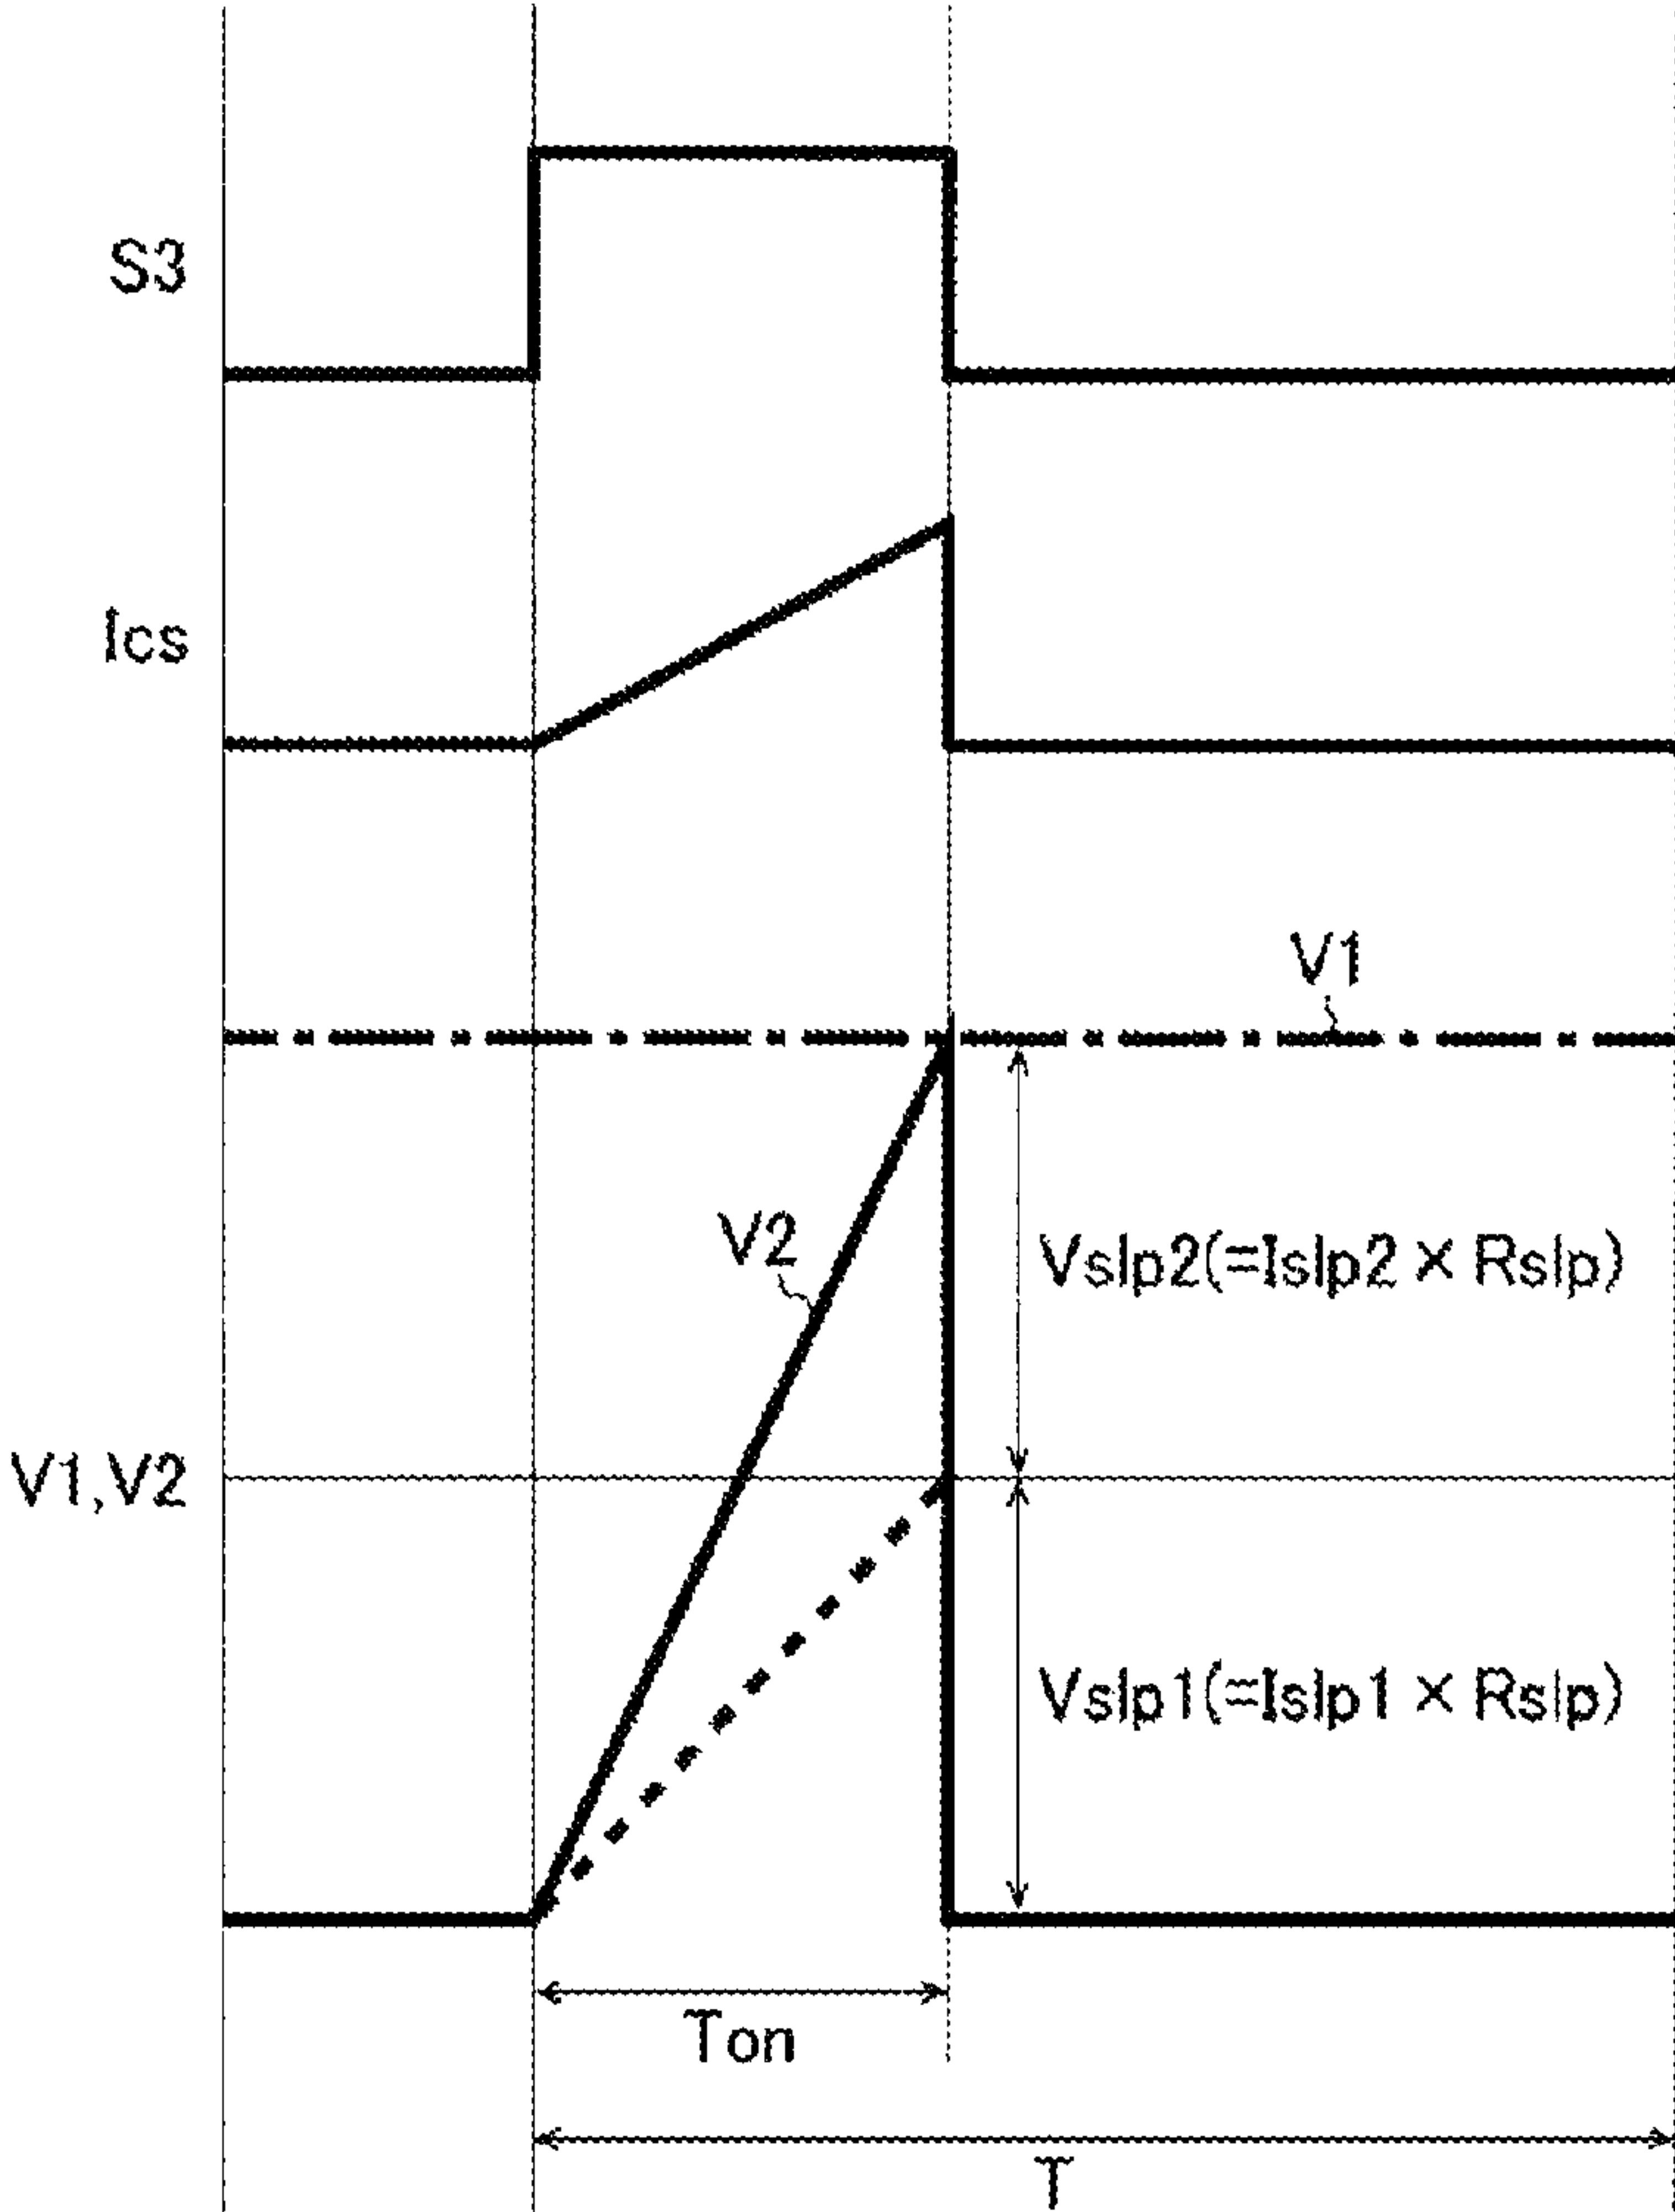 S3
Ics
V1
V2
Vslp2(=Islp2 × Rslp)
V1,V2
Vslp1(=Islp1 × Rslp)
Ton
T